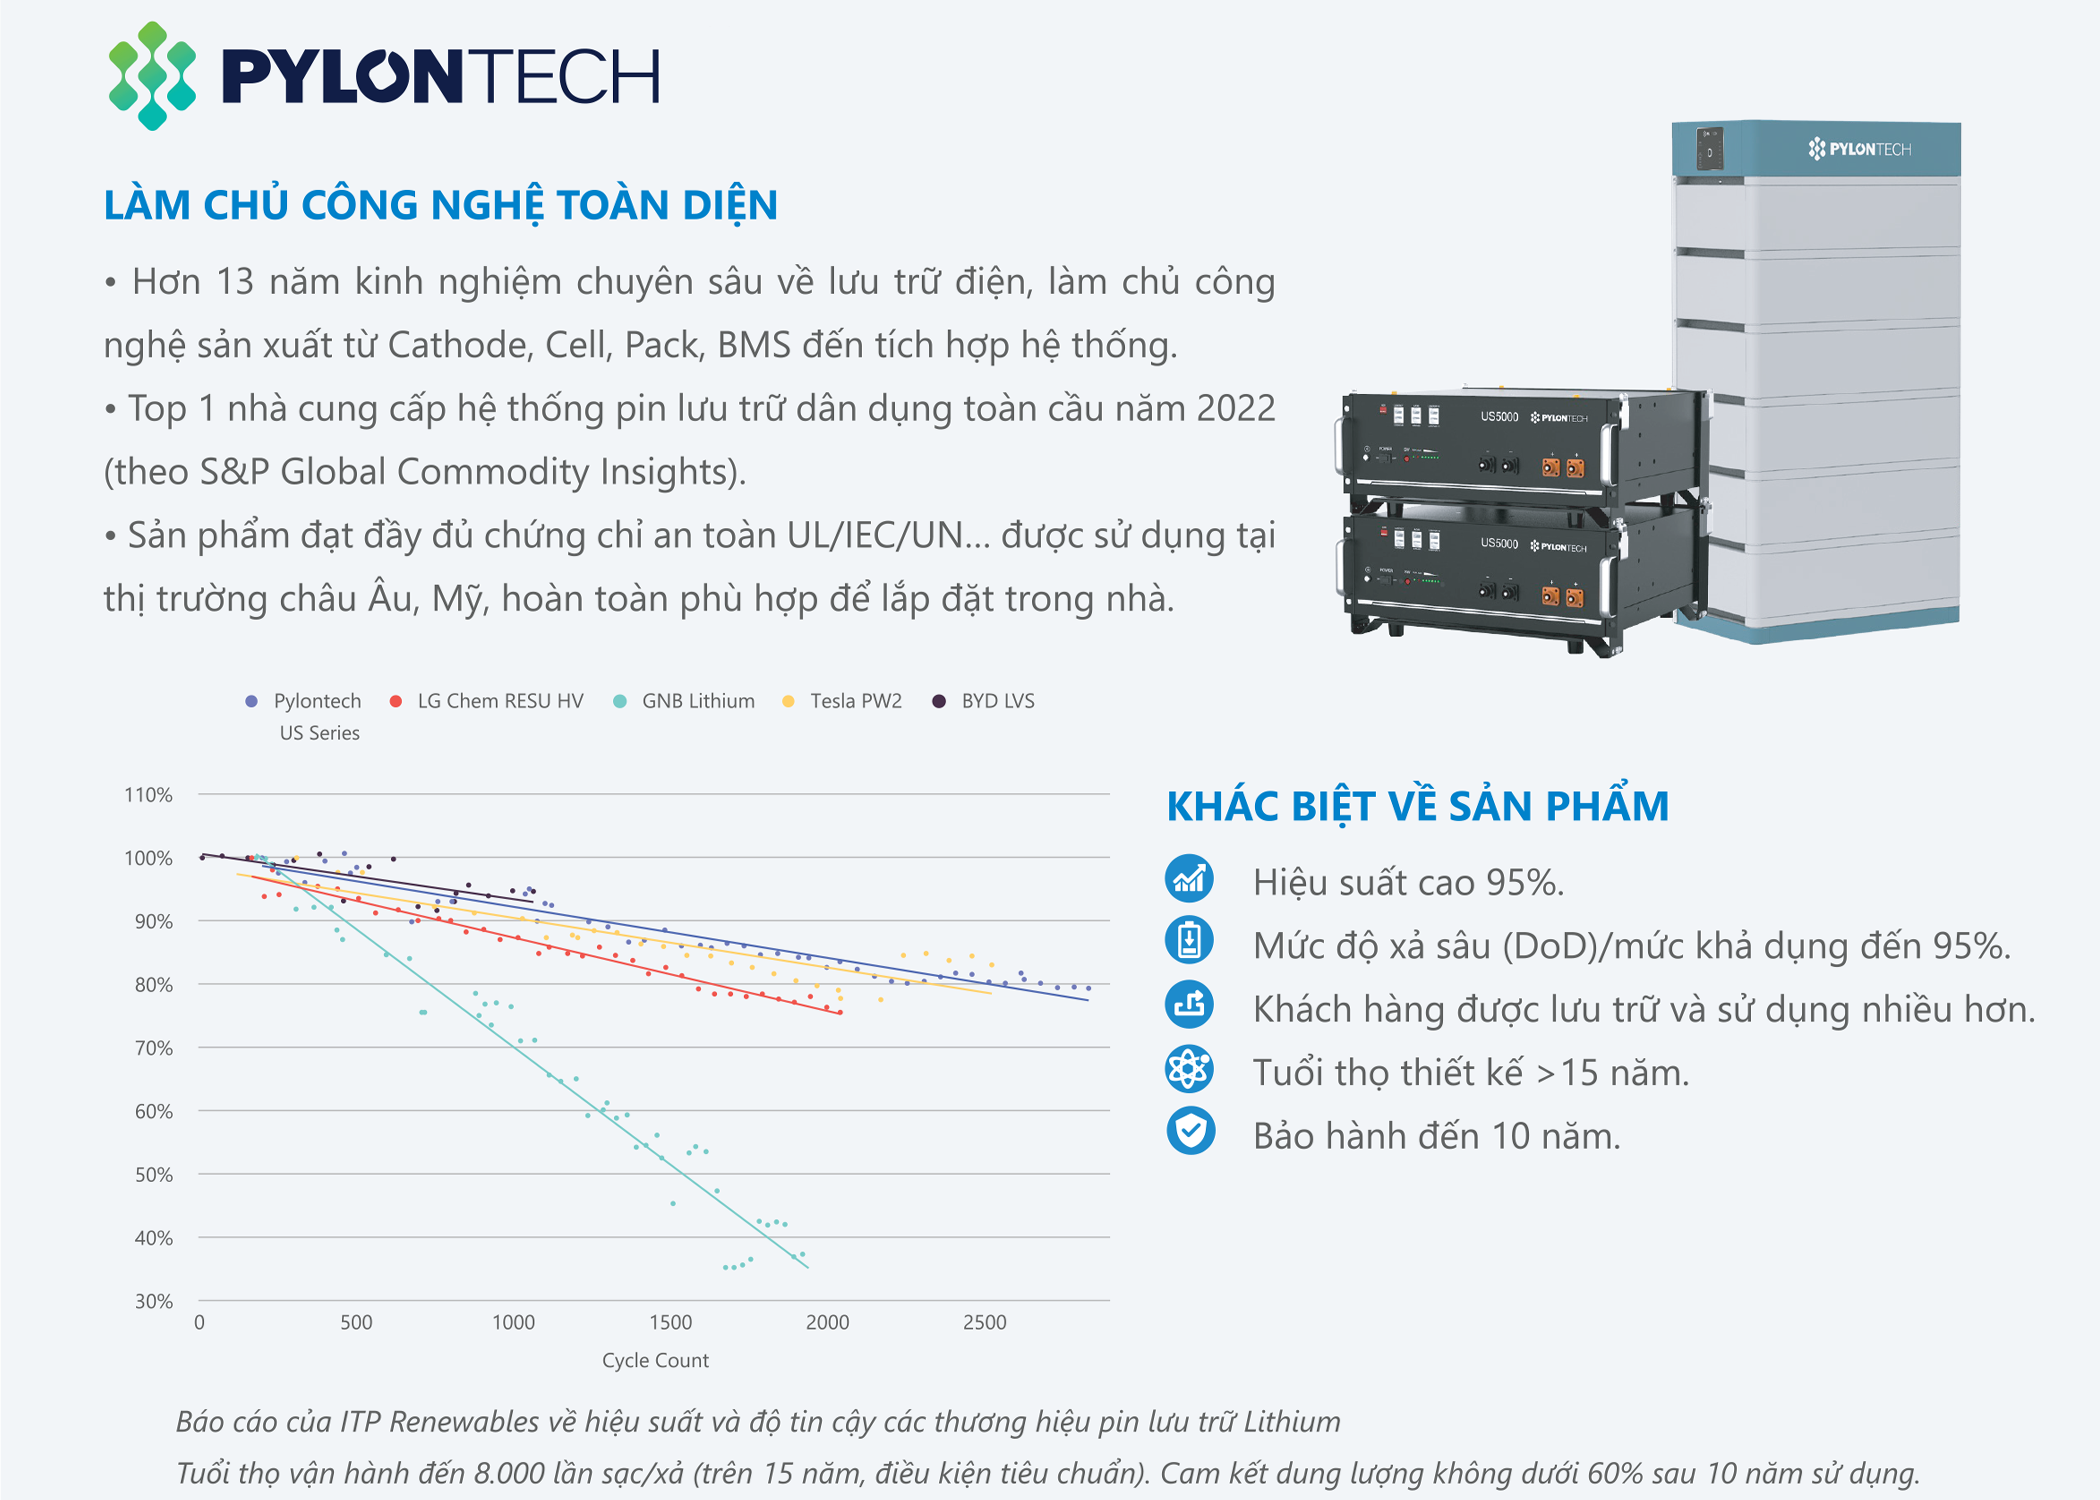 PYLONTECH
PYLONTECH
LÀM CHỦ CÔNG NGHỆ TOÀN DIỆN
• Hơn 13 năm kinh nghiệm chuyên sâu về lưu trữ điện, làm chủ công
nghệ sản xuất từ Cathode, Cell, Pack, BMS đến tích hợp hệ thống.
• Top 1 nhà cung cấp hệ thống pin lưu trữ dân dụng toàn cầu năm 2022
(theo S&P Global Commodity Insights).
• Sản phẩm đạt đầy đủ chứng chỉ an toàn UL/IEC/UN... được sử dụng tại
thị trường châu Âu, Mỹ, hoàn toàn phù hợp để lắp đặt trong nhà.
US5000 PYLONTECH
POWER
US5000 PYLONTECH
POWER
Pylontech US Series
LG Chem RESU HV
GNB Lithium
Tesla PW2
BYD LVS
110%
100%
90%
80%
70%
60%
50%
40%
30%
0 500 1000 1500 2000 2500
Cycle Count
KHÁC BIỆT VỀ SẢN PHẨM
Hiệu suất cao 95%.
Mức độ xả sâu (DoD)/mức khả dụng đến 95%.
Khách hàng được lưu trữ và sử dụng nhiều hơn.
Tuổi thọ thiết kế >15 năm.
Bảo hành đến 10 năm.
Báo cáo của ITP Renewables về hiệu suất và độ tin cậy các thương hiệu pin lưu trữ Lithium
Tuổi thọ vận hành đến 8.000 lần sạc/xả (trên 15 năm, điều kiện tiêu chuẩn). Cam kết dung lượng không dưới 60% sau 10 năm sử dụng.